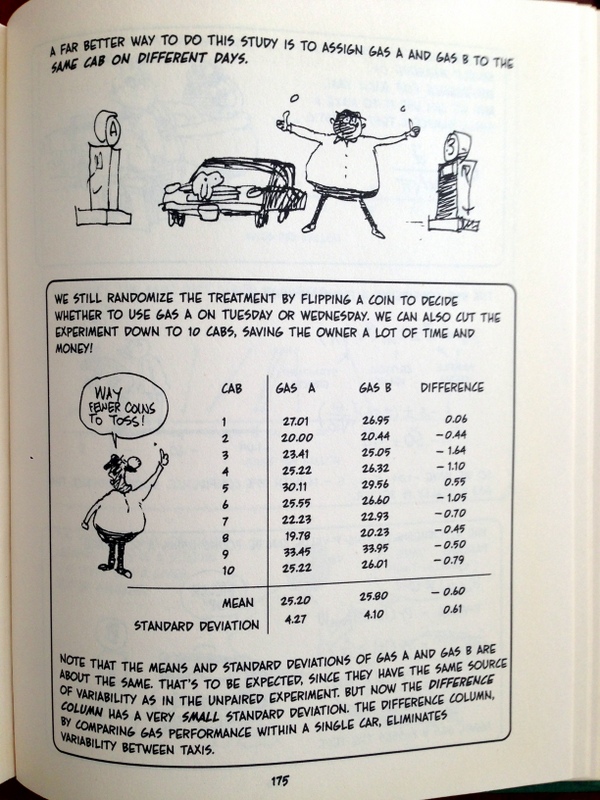 A FAR BETTER WAY TO DO THIS STUDY IS TO ASSIGN GAS A AND GAS B TO THE
SAME CAB ON DIFFERENT DAYS.
A
3
WE STILL RANDOMIZE THE TREATMENT BY FLIPPING A COIN TO DECIDE
WHETHER TO USE GAS A ON TUESDAY OR WEDNESDAY. WE CAN ALSO CUT THE
EXPERIMENT DOWN TO 10 CABS, SAVING THE OWNER A LOT OF TIME AND
MONEY!
WAY
FEWER COINS
TO TOSS!
CAB GAS A GAS B DIFFERENCE
1 27.01 26.95 0.06
2 20.00 20.44 -0.44
3 23.41 25.05 -1.64
4 25.22 26.32 -1.10
5 30.11 29.56 0.55
6 25.55 26.60 -1.05
7 22.23 22.93 -0.70
8 19.78 20.23 -0.45
9 33.45 33.95 -0.50
10 25.22 26.01 -0.79
MEAN 25.20 25.80 -0.60
STANDARD DEVIATION 4.27 4.10 0.61
NOTE THAT THE MEANS AND STANDARD DEVIATIONS OF GAS A AND GAS B ARE
ABOUT THE SAME. THAT'S TO BE EXPECTED, SINCE THEY HAVE THE SAME SOURCE
OF VARIABILITY AS IN THE UNPAIRED EXPERIMENT. BUT NOW THE DIFFERENCE
COLUMN HAS A VERY SMALL STANDARD DEVIATION. THE DIFFERENCE COLUMN,
BY COMPARING GAS PERFORMANCE WITHIN A SINGLE CAR, ELIMINATES
VARIABILITY BETWEEN TAXIS.
175